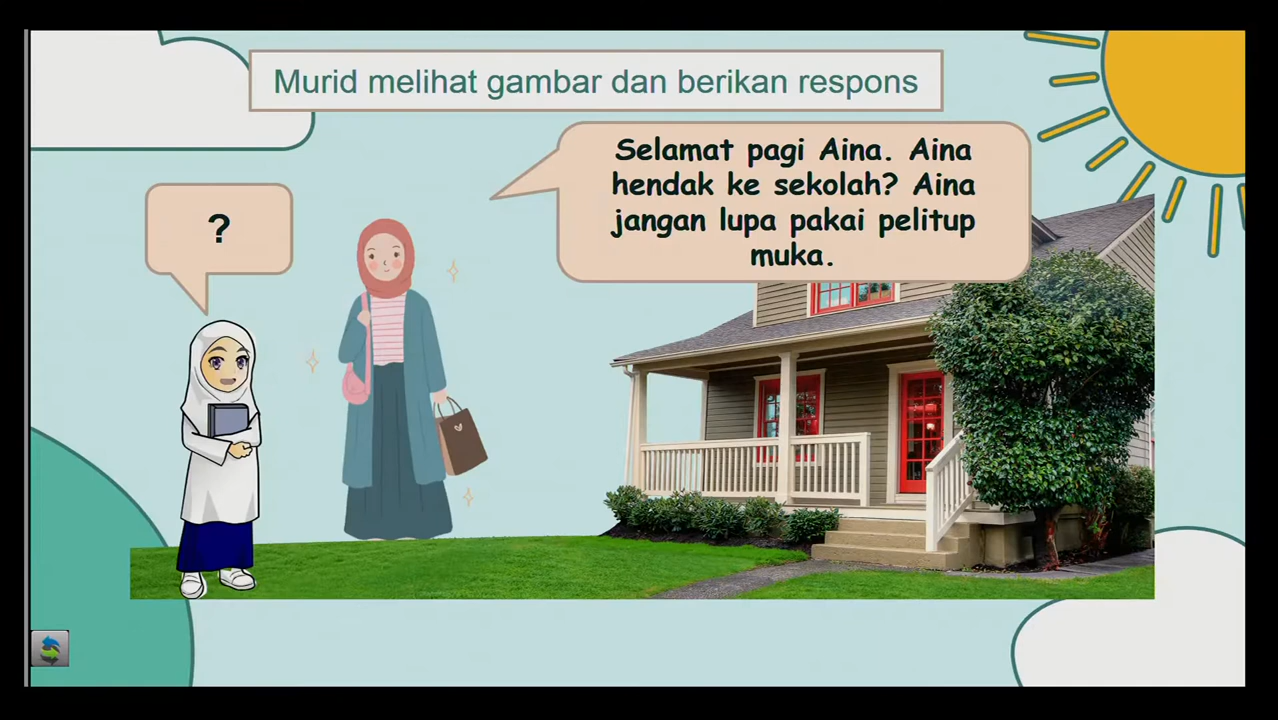 Murid melihat gambar dan berikan respons
Selamat pagi Aina. Aina
hendak ke sekolah? Aina
jangan lupa pakai pelitup
muka.
?